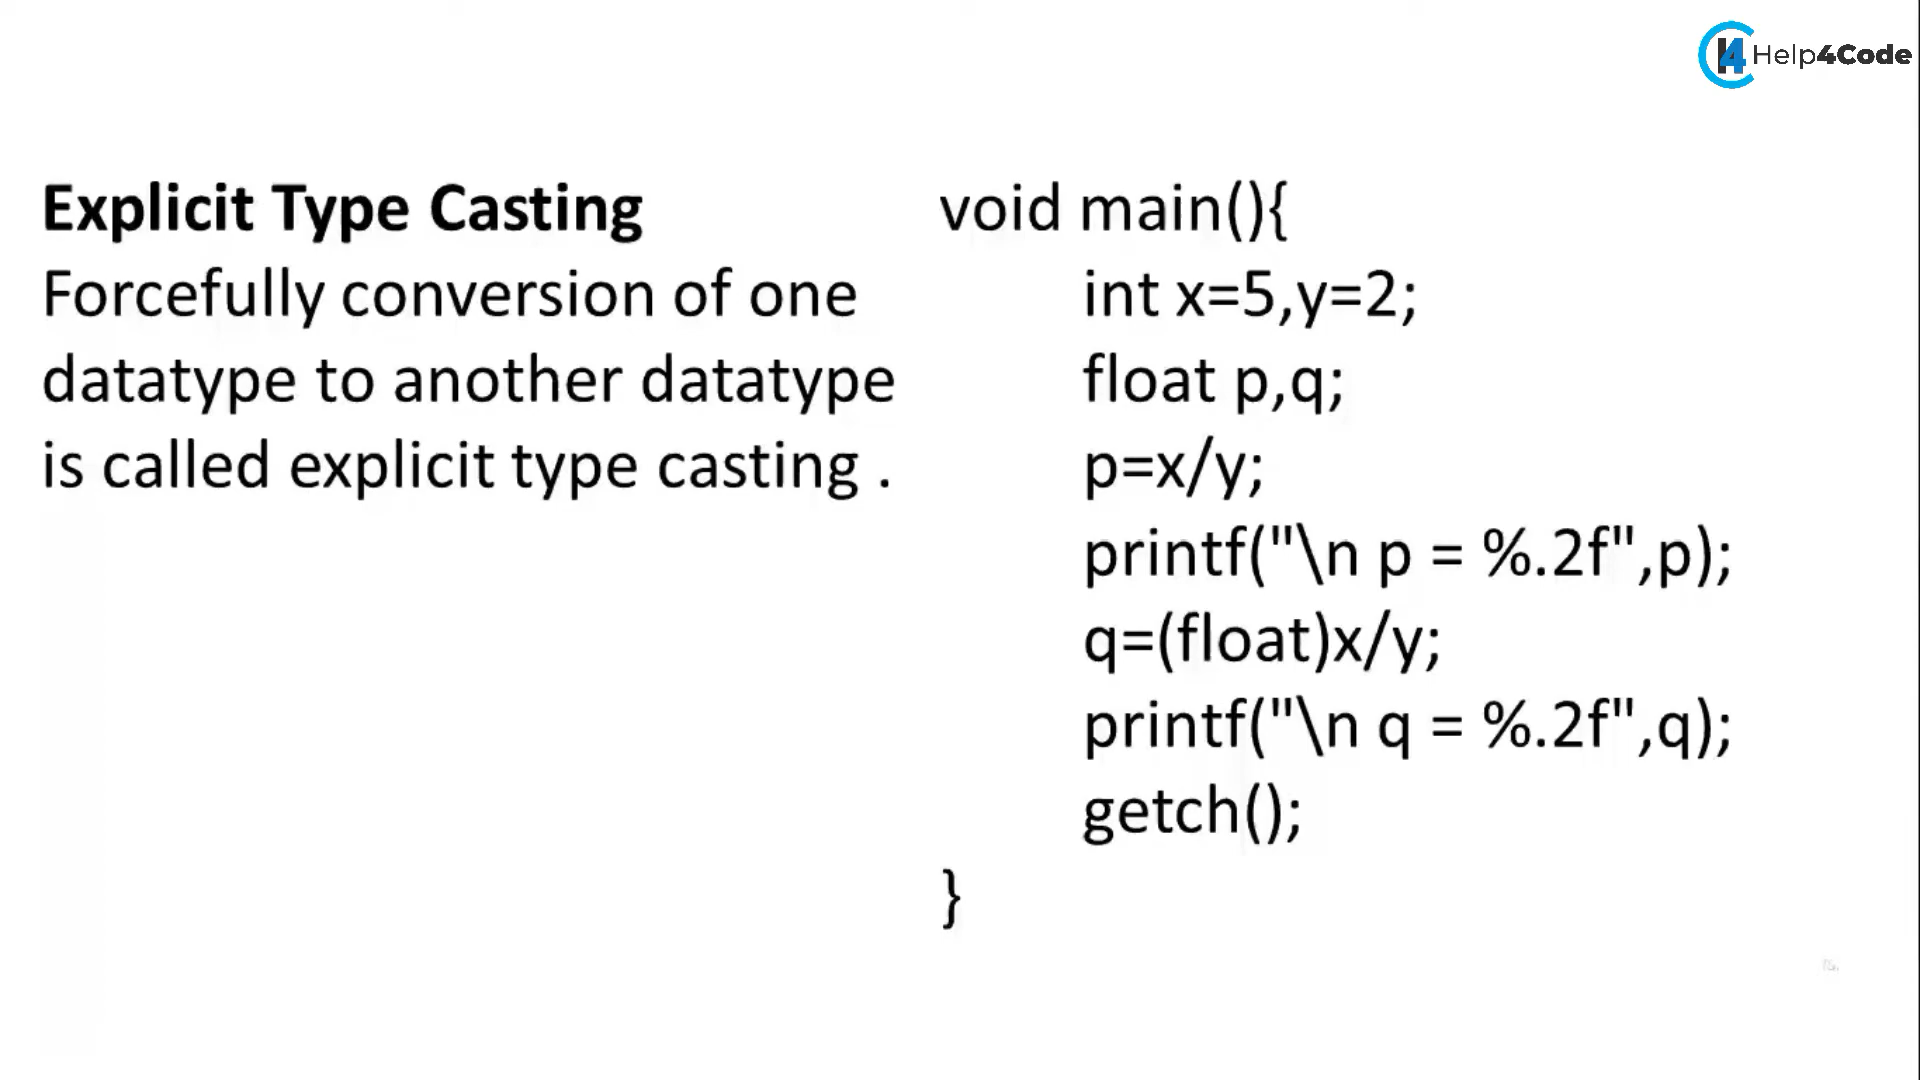 Help4Code
Explicit Type Casting
Forcefully conversion of one
datatype to another datatype
is called explicit type casting .
void main(){
int x=5,y=2;
float p,q;
p=x/y;
printf("\n p = %.2f",p);
q=(float)x/y;
printf("\n q = %.2f",q);
getch();
}